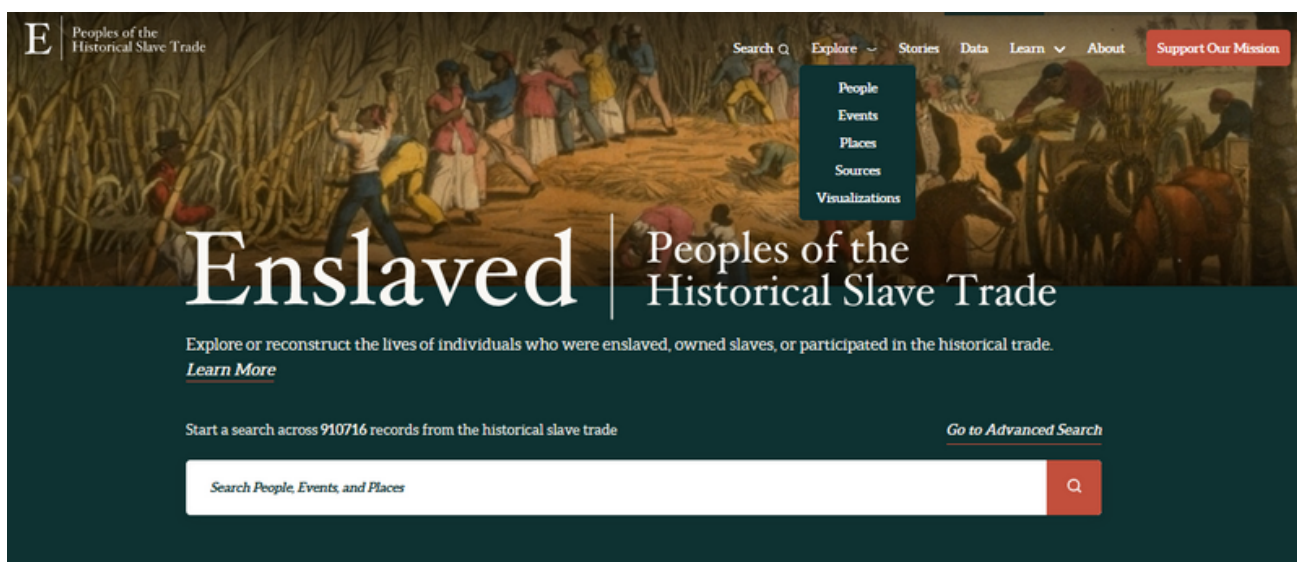 E
Peoples of the
Historical Slave Trade
Search Explore Stories Data Learn About Support Our Mission
People
Events
Places
Sources
Visualizations
Enslaved
Peoples of the
Historical Slave Trade
Explore or reconstruct the lives of individuals who were enslaved, owned slaves, or participated in the historical trade.
Learn More
Start a search across 910716 records from the historical slave trade
Go to Advanced Search
Search People, Events, and Places